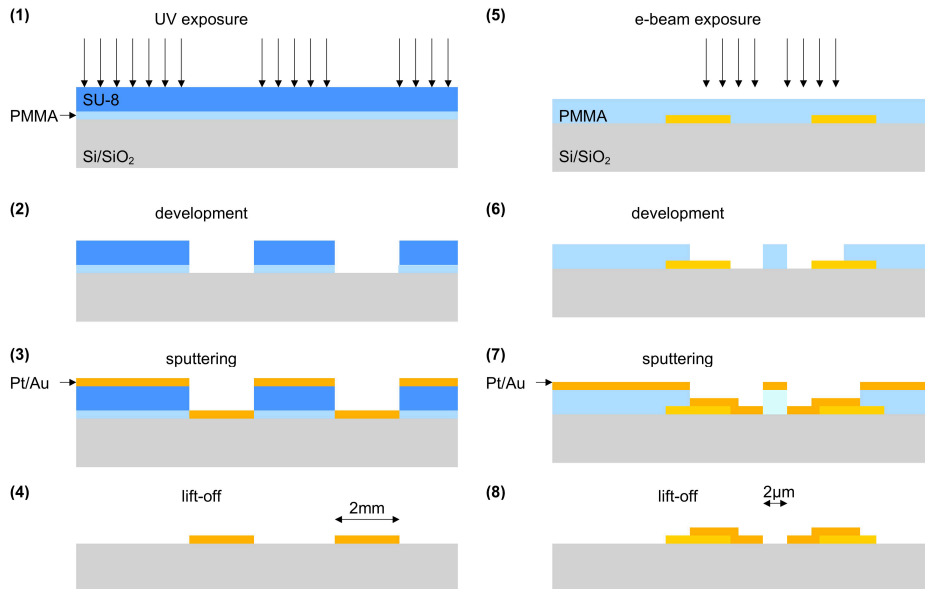 (1)
UV exposure
SU-8
PMMA
Si/SiO₂
(2)
development
(3)
sputtering
Pt/Au
(4)
lift-off
2mm
(5)
e-beam exposure
PMMA
Si/SiO₂
(6)
development
(7)
sputtering
Pt/Au
(8)
lift-off
2µm